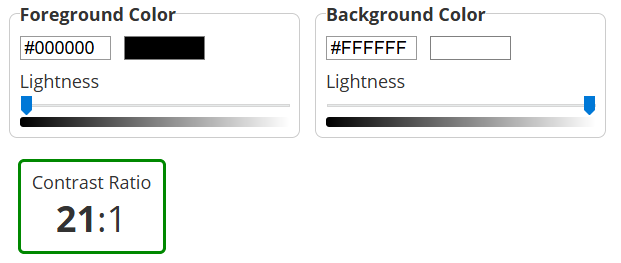 Foreground Color
#000000
Lightness
Background Color
#FFFFFF
Lightness
Contrast Ratio
21:1